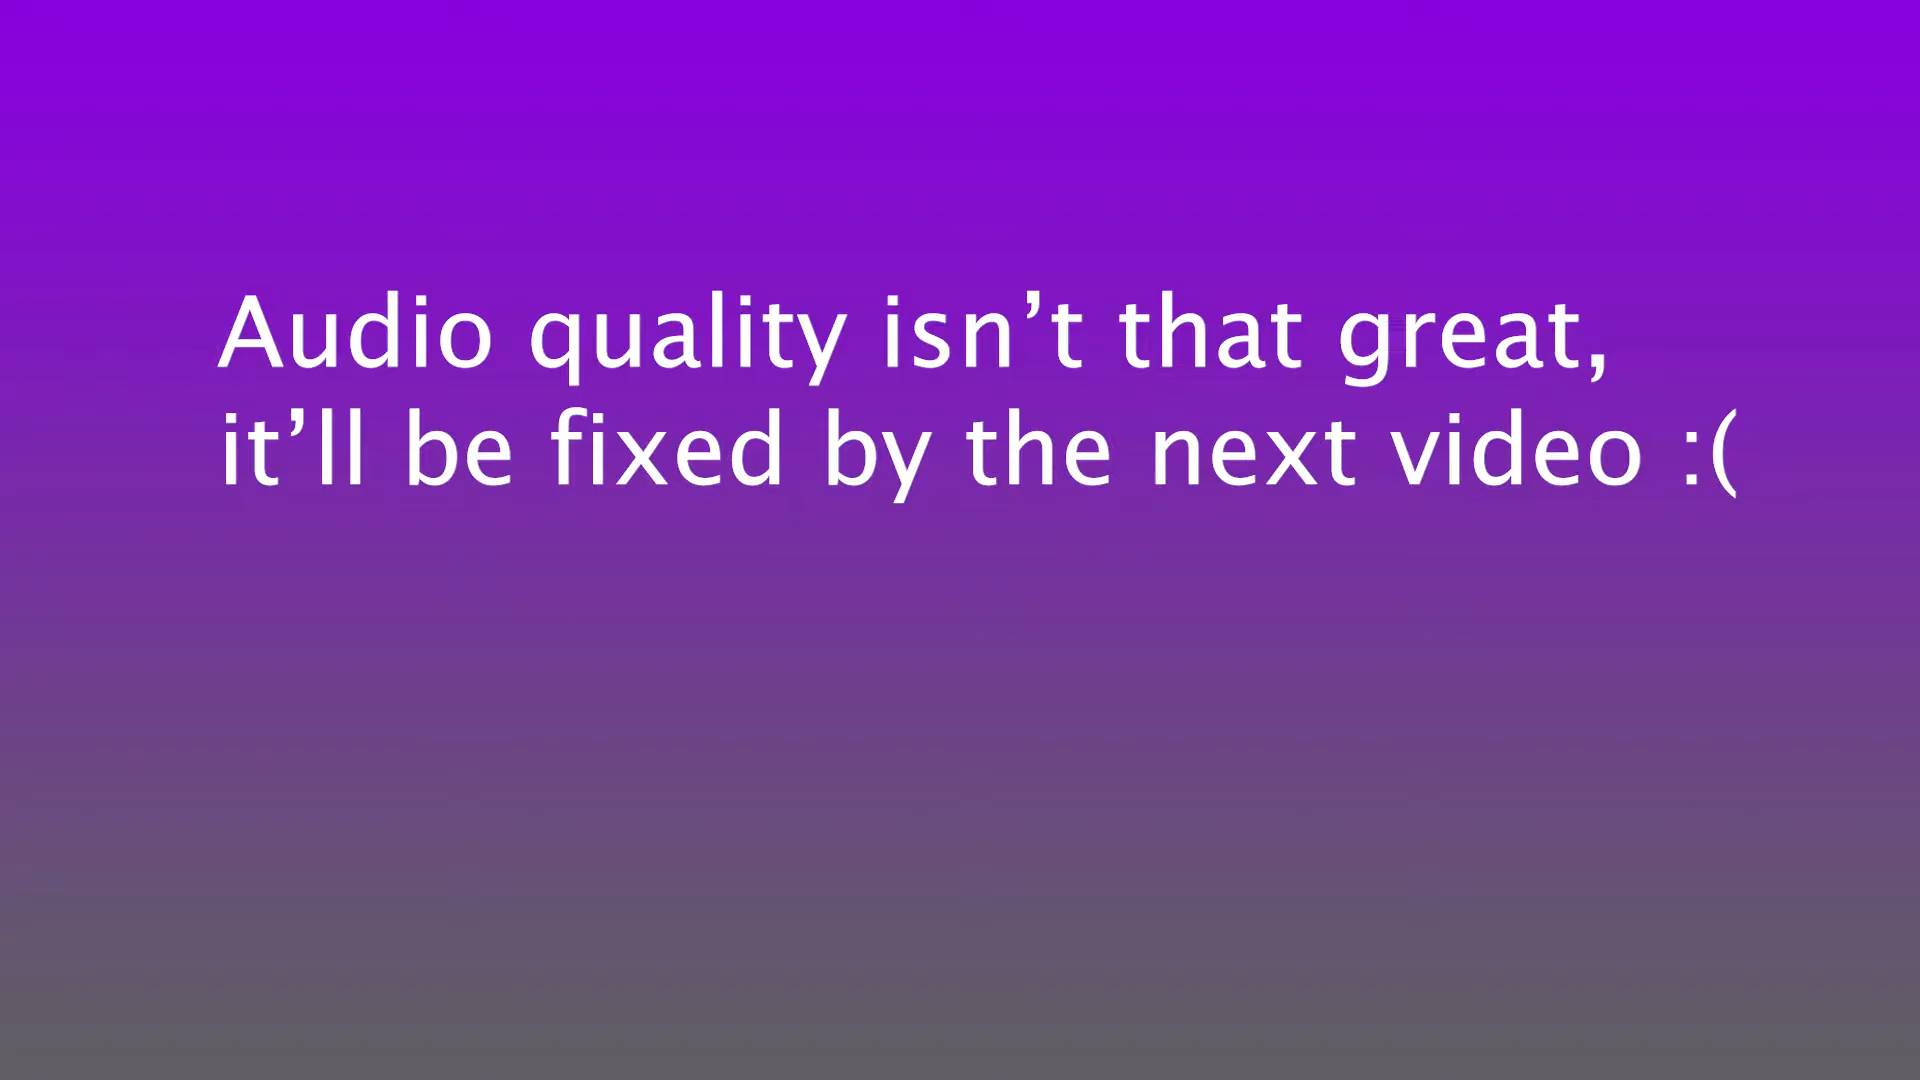 Audio quality isn’t that great,
it’ll be fixed by the next video :(